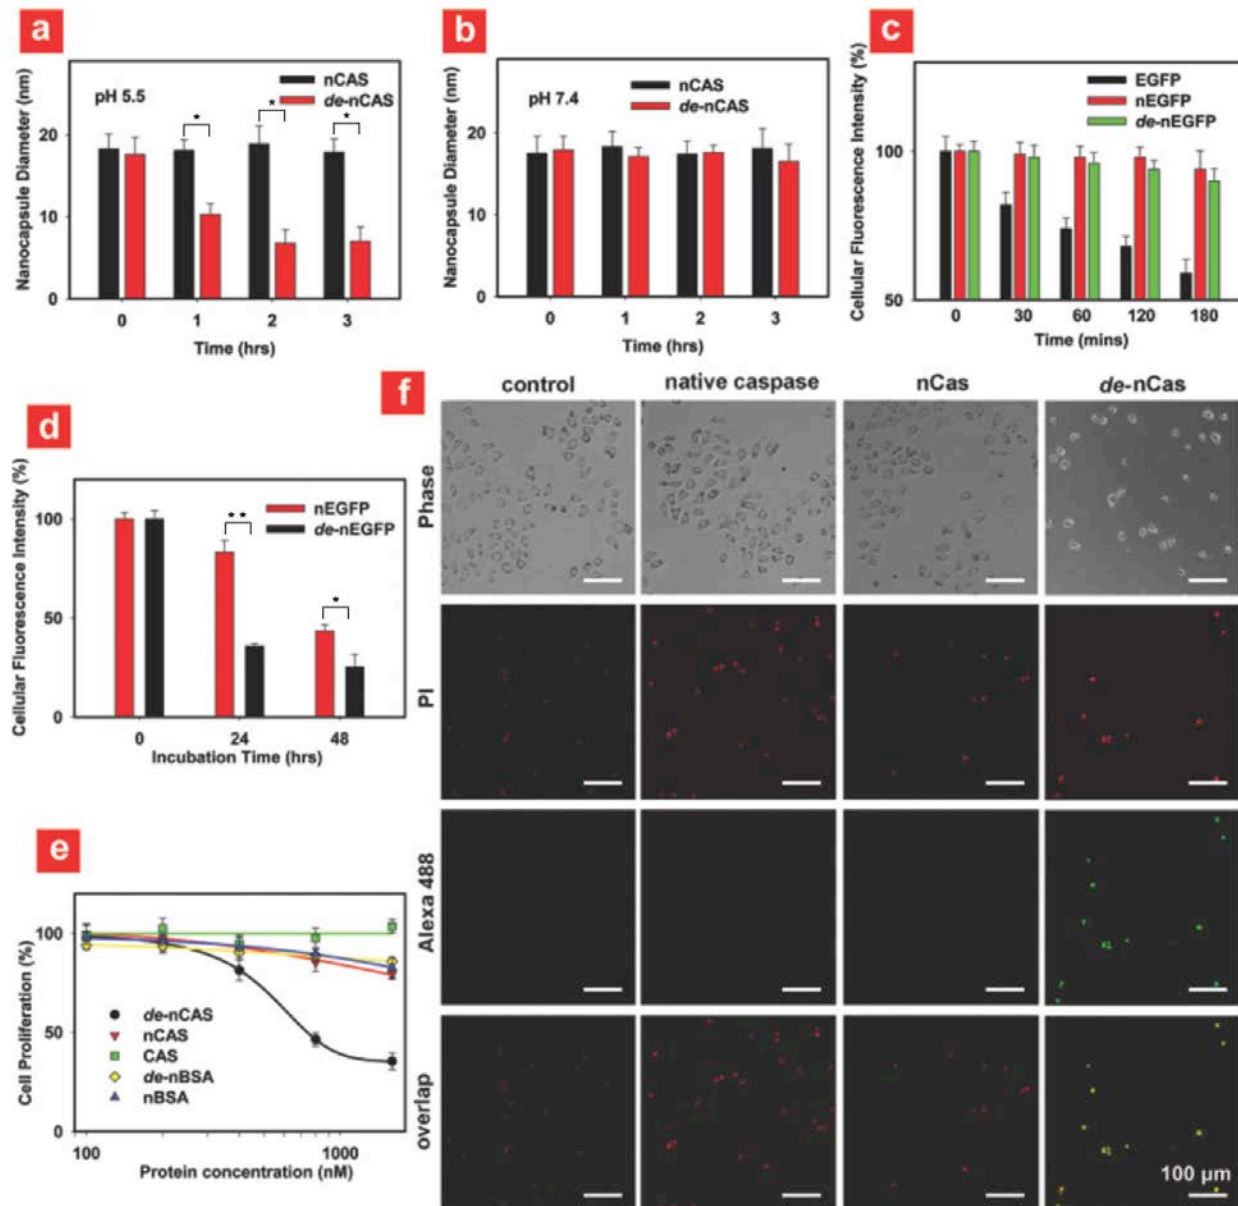 a
Nanocapsule Diameter (nm)
pH 5.5
nCAS
de-nCAS
*
*
*
20
10
0
0 1 2 3
Time (hrs)
b
Nanocapsule Diameter (nm)
pH 7.4
nCAS
de-nCAS
20
10
0
0 1 2 3
Time (hrs)
c
Cellular Fluorescence Intensity (%)
EGFP
nEGFP
de-nEGFP
100
50
0 30 60 120 180
Time (mins)
d
Cellular Fluorescence Intensity (%)
nEGFP
de-nEGFP
**
*
100
50
0
0 24 48
Incubation Time (hrs)
e
Cell Proliferation (%)
100
50
0
de-nCAS
nCAS
CAS
de-nBSA
nBSA
100 1000
Protein concentration (nM)
f
control native caspase nCas de-nCas
Phase
PI
Alexa 488
overlap
100 µm